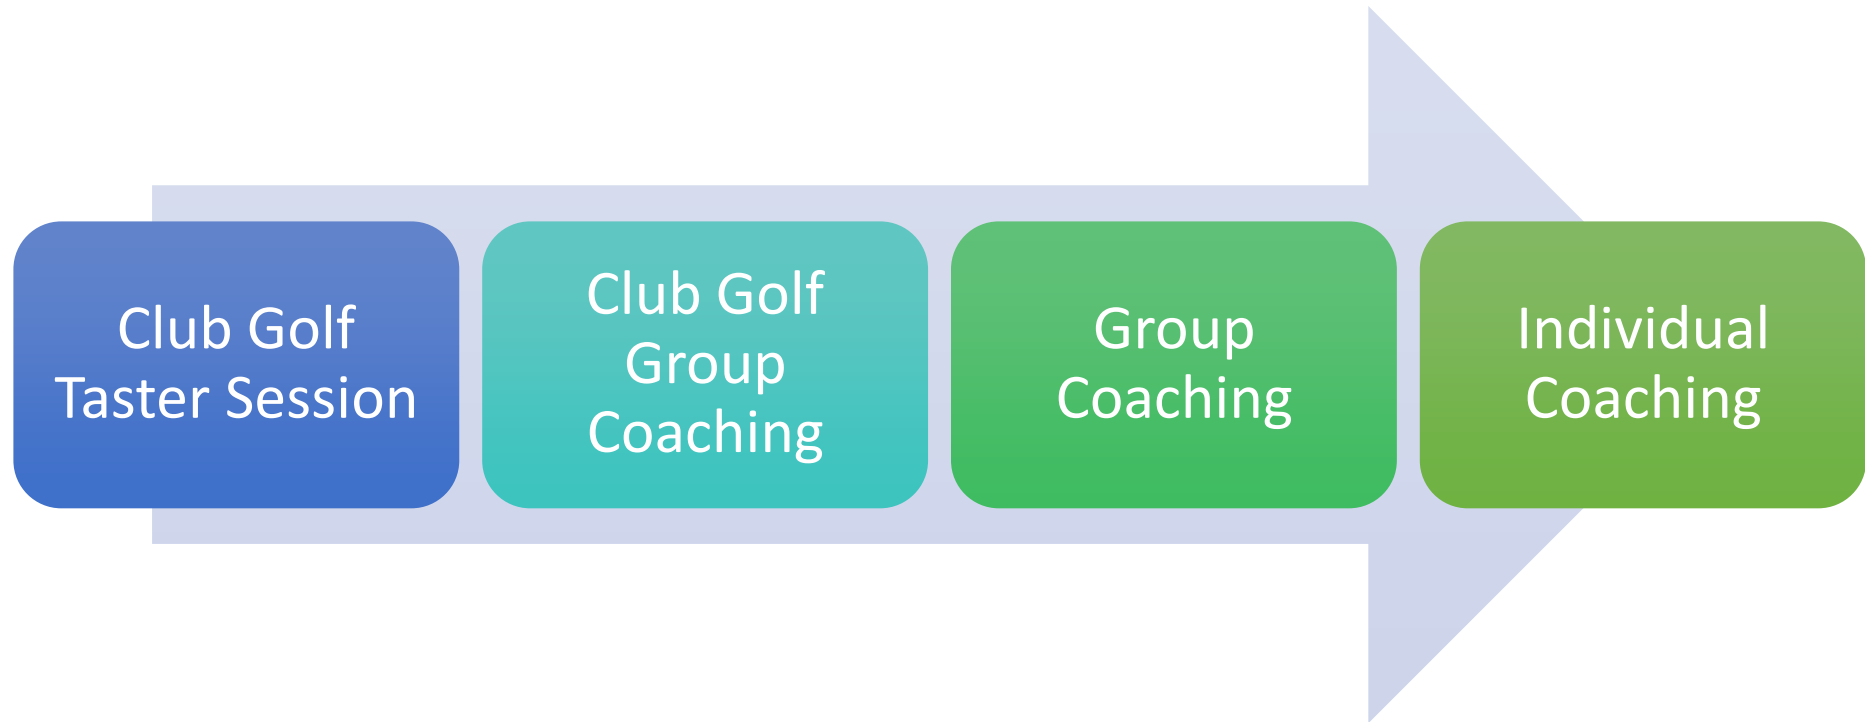 Club Golf
Taster Session
Club Golf
Group
Coaching
Group
Coaching
Individual
Coaching